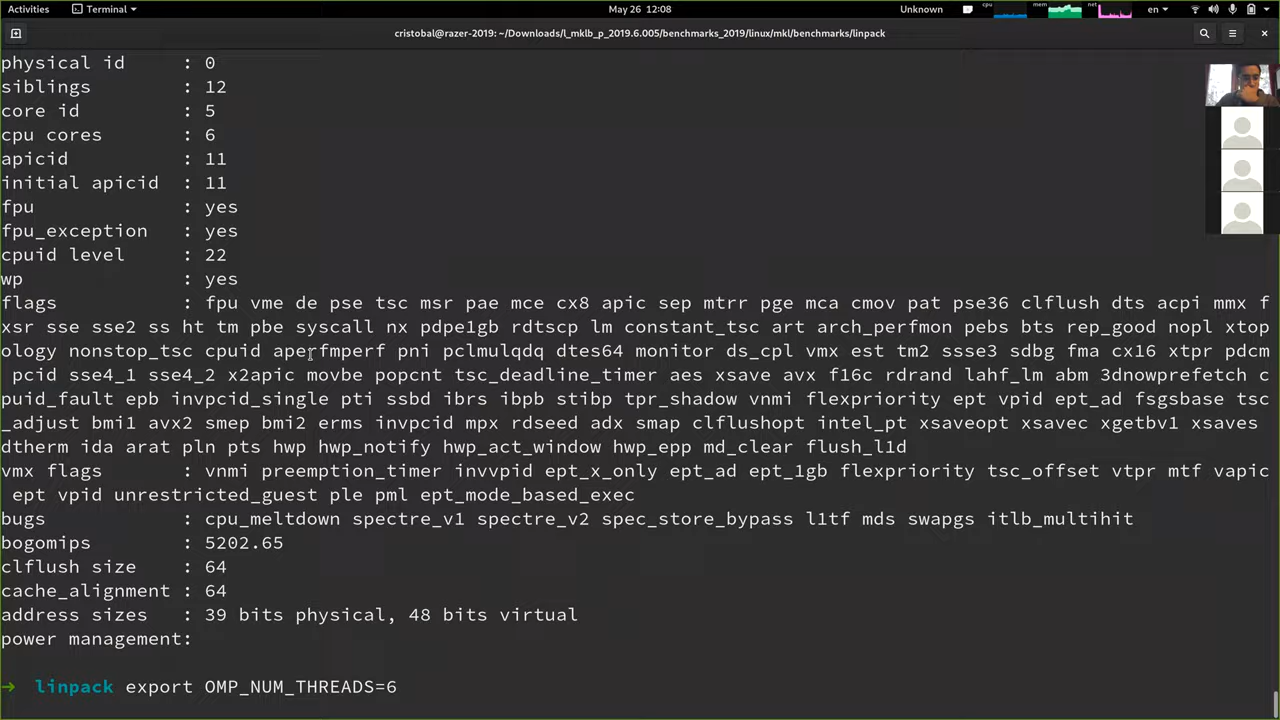 Activities Terminal May 26 12:08 Unknown cpu mem net en
cristobal@razer-2019: ~/Downloads/l_mklb_p_2019.6.005/benchmarks_2019/linux/mkl/benchmarks/linpack
physical id : 0
siblings : 12
core id : 5
cpu cores : 6
apicid : 11
initial apicid : 11
fpu : yes
fpu_exception : yes
cpuid level : 22
wp : yes
flags : fpu vme de pse tsc msr pae mce cx8 apic sep mtrr pge mca cmov pat pse36 clflush dts acpi mmx f
xsr sse sse2 ss ht tm pbe syscall nx pdpe1gb rdtscp lm constant_tsc art arch_perfmon pebs bts rep_good nopl xtop
ology nonstop_tsc cpuid aperfmperf pni pclmulqdq dtes64 monitor ds_cpl vmx est tm2 ssse3 sdbg fma cx16 xtpr pdcm
pcid sse4_1 sse4_2 x2apic movbe popcnt tsc_deadline_timer aes xsave avx f16c rdrand lahf_lm abm 3dnowprefetch c
puid_fault epb invpcid_single pti ssbd ibrs ibpb stibp tpr_shadow vnmi flexpriority ept vpid ept_ad fsgsbase tsc
_adjust bmi1 avx2 smep bmi2 erms invpcid mpx rdseed adx smap clflushopt intel_pt xsaveopt xsavec xgetbv1 xsaves
dtherm ida arat pln pts hwp hwp_notify hwp_act_window hwp_epp md_clear flush_l1d
vmx flags : vnmi preemption_timer invvpid ept_x_only ept_ad ept_1gb flexpriority tsc_offset vtpr mtf vapic
ept vpid unrestricted_guest ple pml ept_mode_based_exec
bugs : cpu_meltdown spectre_v1 spectre_v2 spec_store_bypass l1tf mds swapgs itlb_multihit
bogomips : 5202.65
clflush size : 64
cache_alignment : 64
address sizes : 39 bits physical, 48 bits virtual
power management:
→ linpack export OMP_NUM_THREADS=6